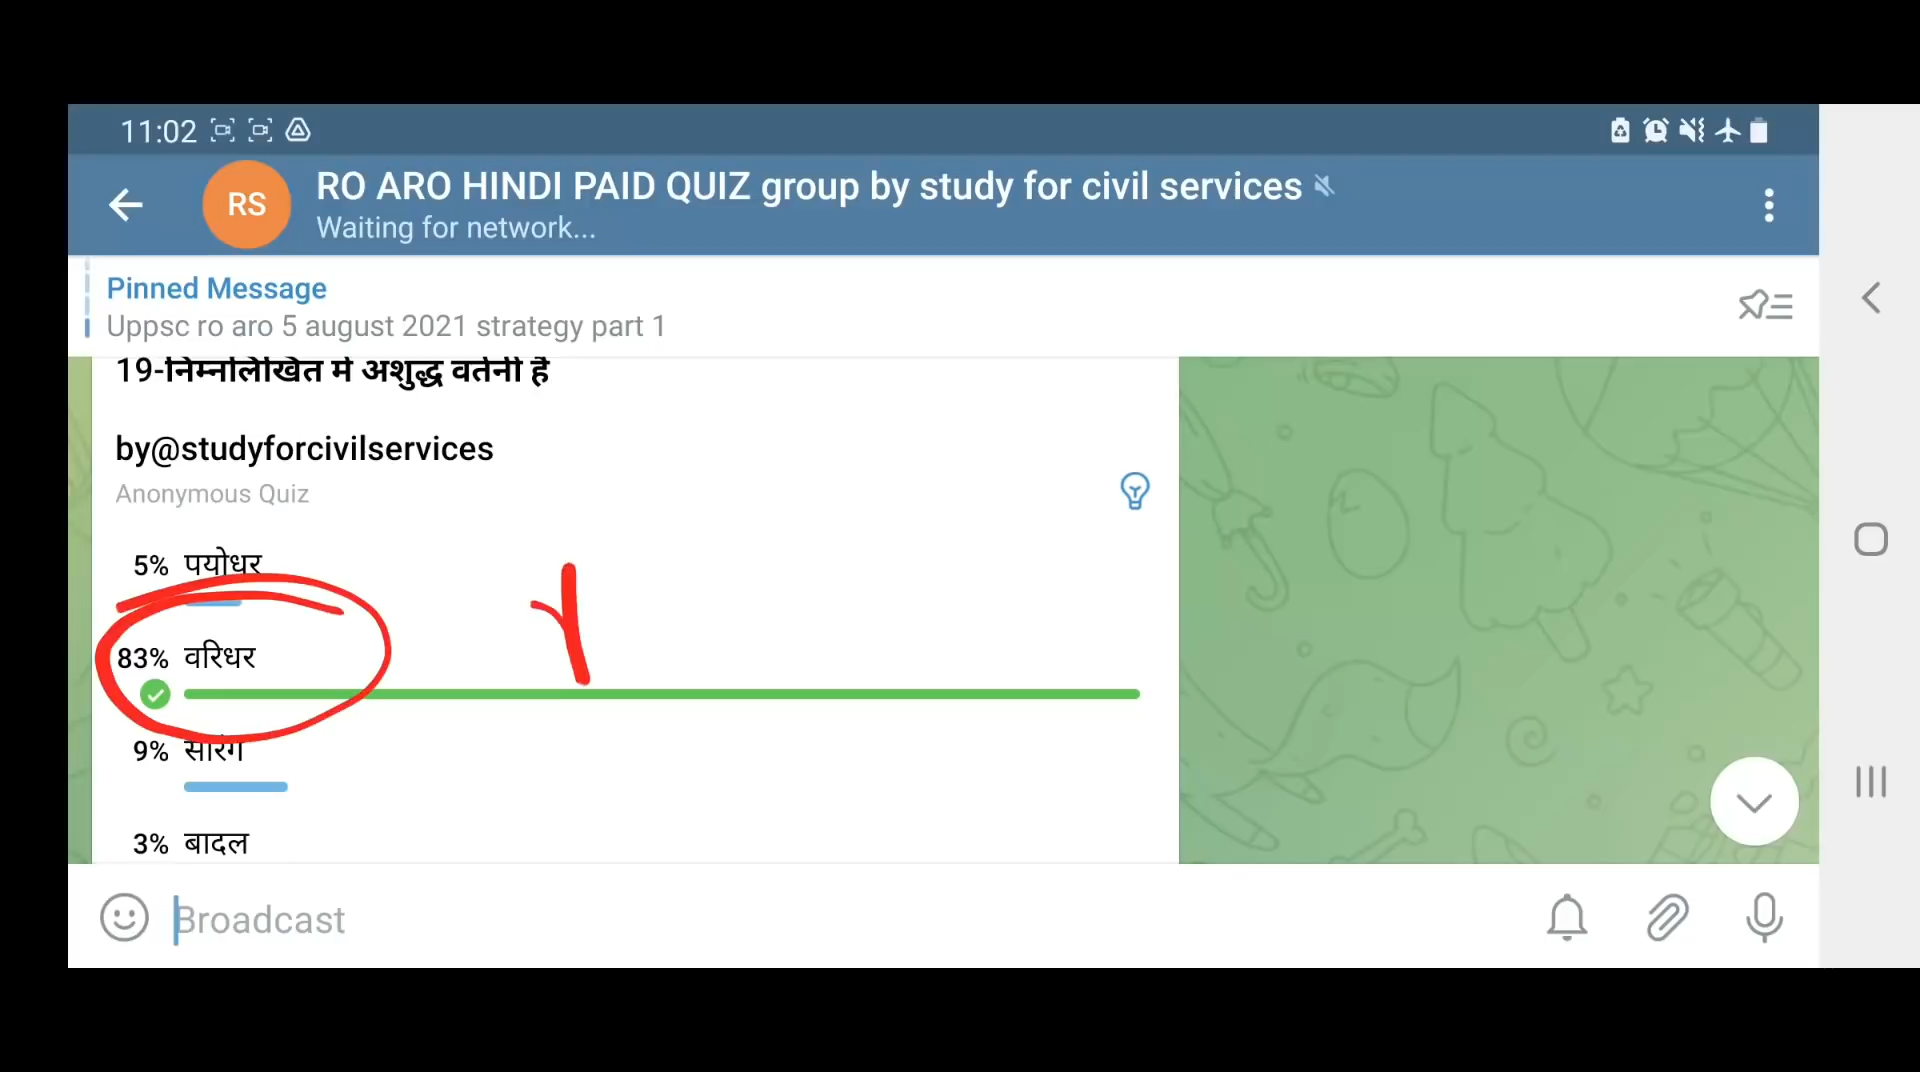 11:02
RS
RO ARO HINDI PAID QUIZ group by study for civil services
Waiting for network...
Pinned Message
Uppsc ro aro 5 august 2021 strategy part 1
19-निम्नलिखित मे अशुद्ध वर्तनी है
by@studyforcivilservices
Anonymous Quiz
5% पयोधर
83% वरिधर
9% सारंग
3% बादल
Broadcast